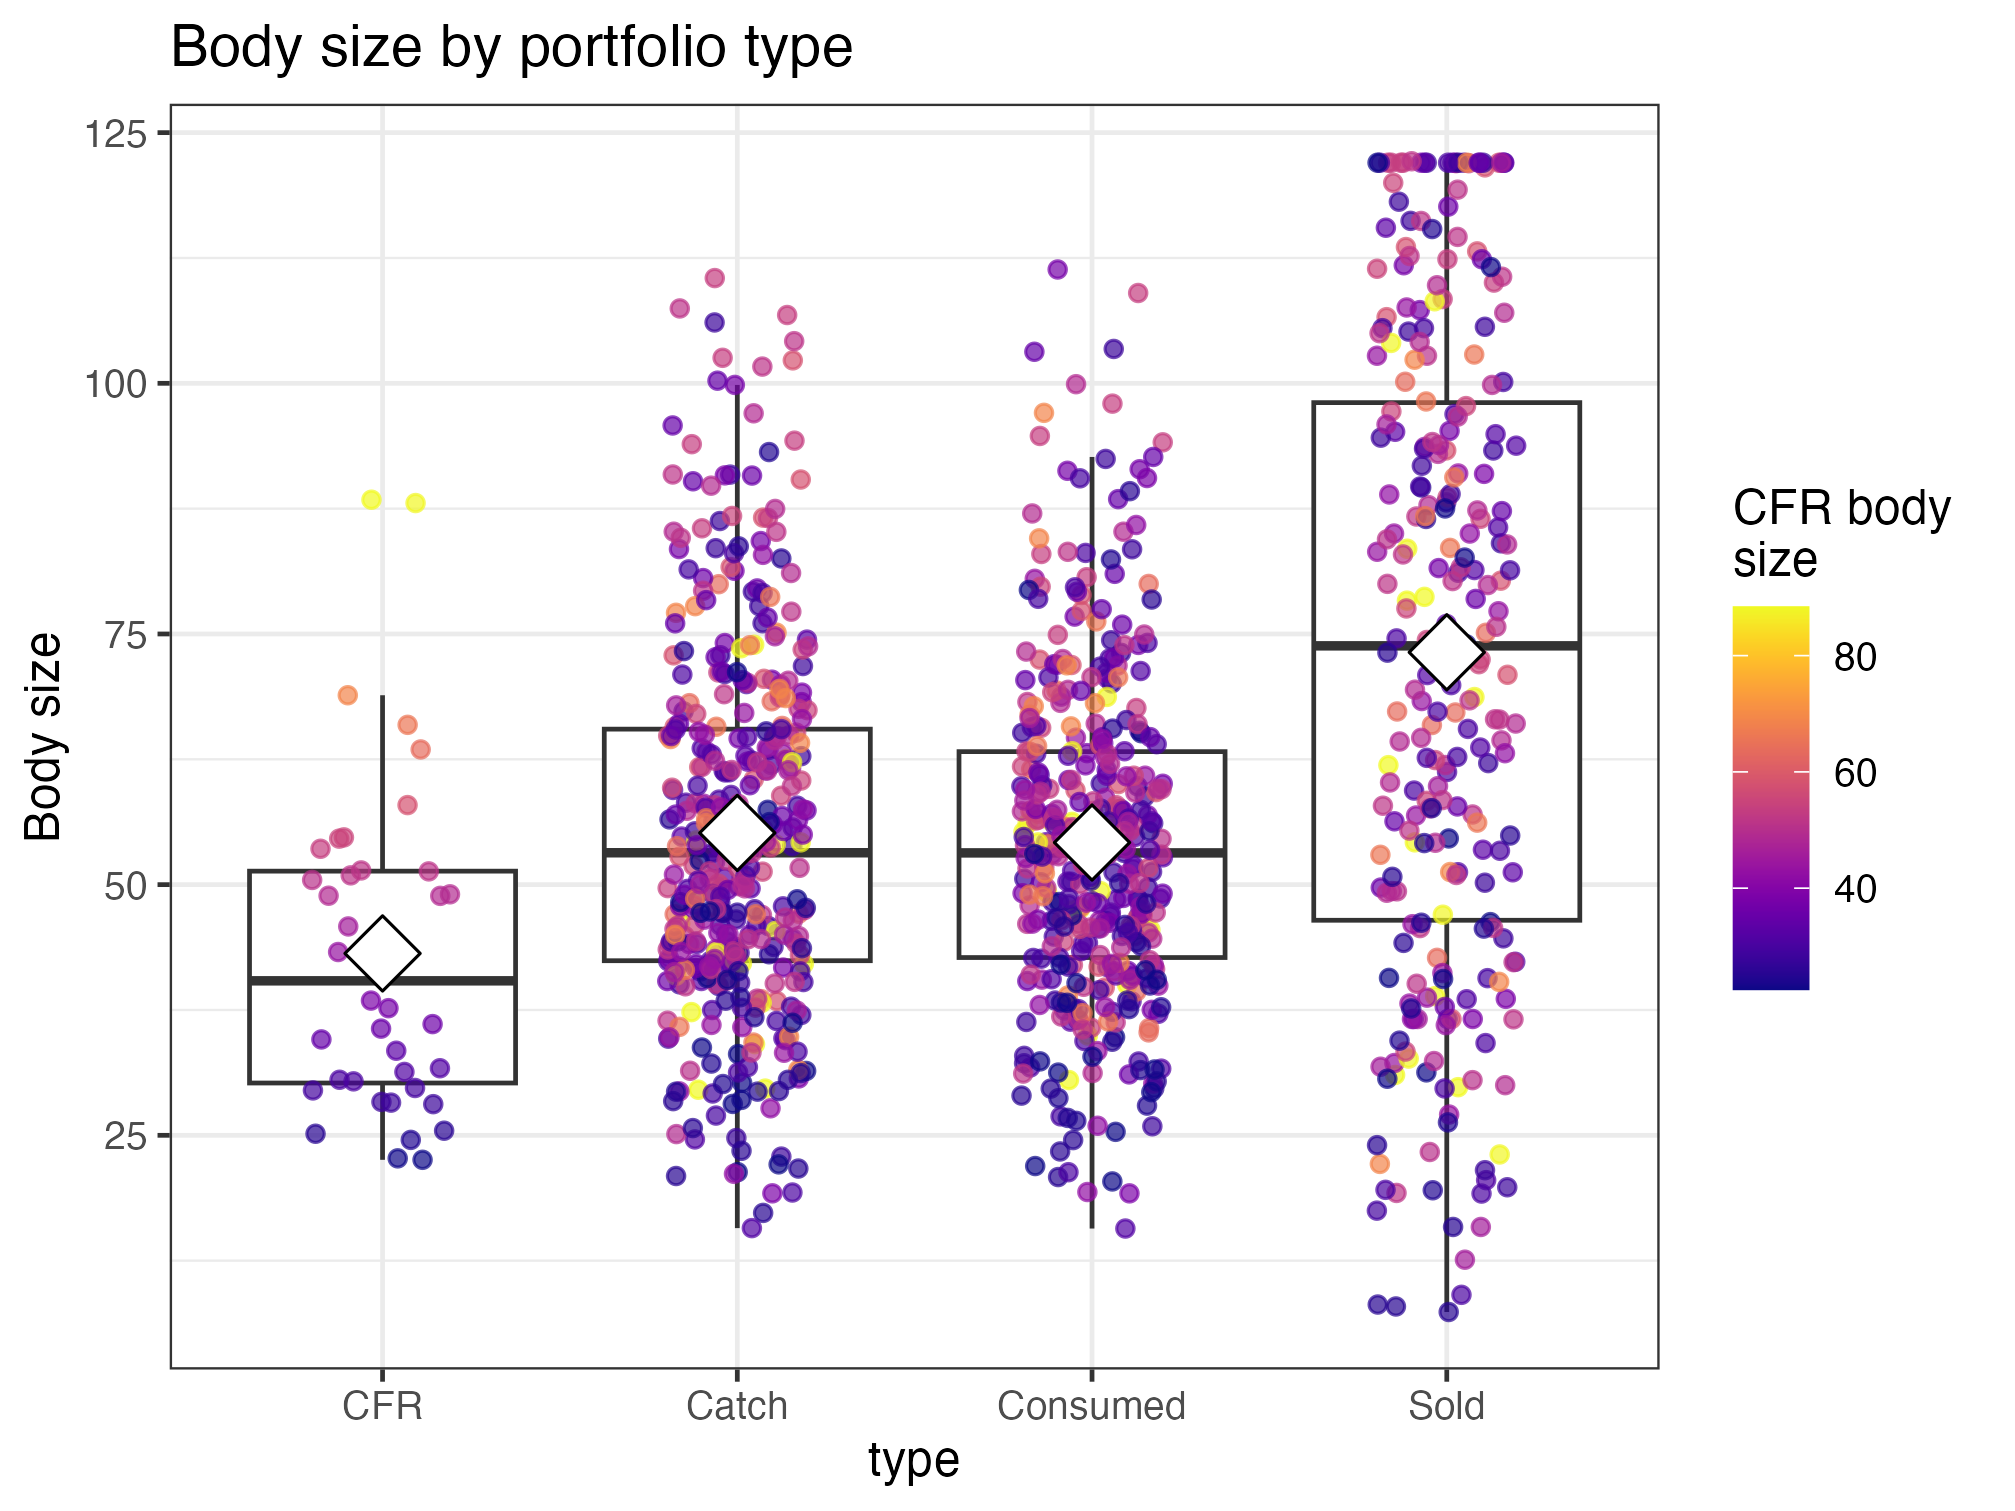 Body size by portfolio type
125
100
75
50
25
Body size
CFR
Catch
Consumed
Sold
type
CFR body
size
80
60
40